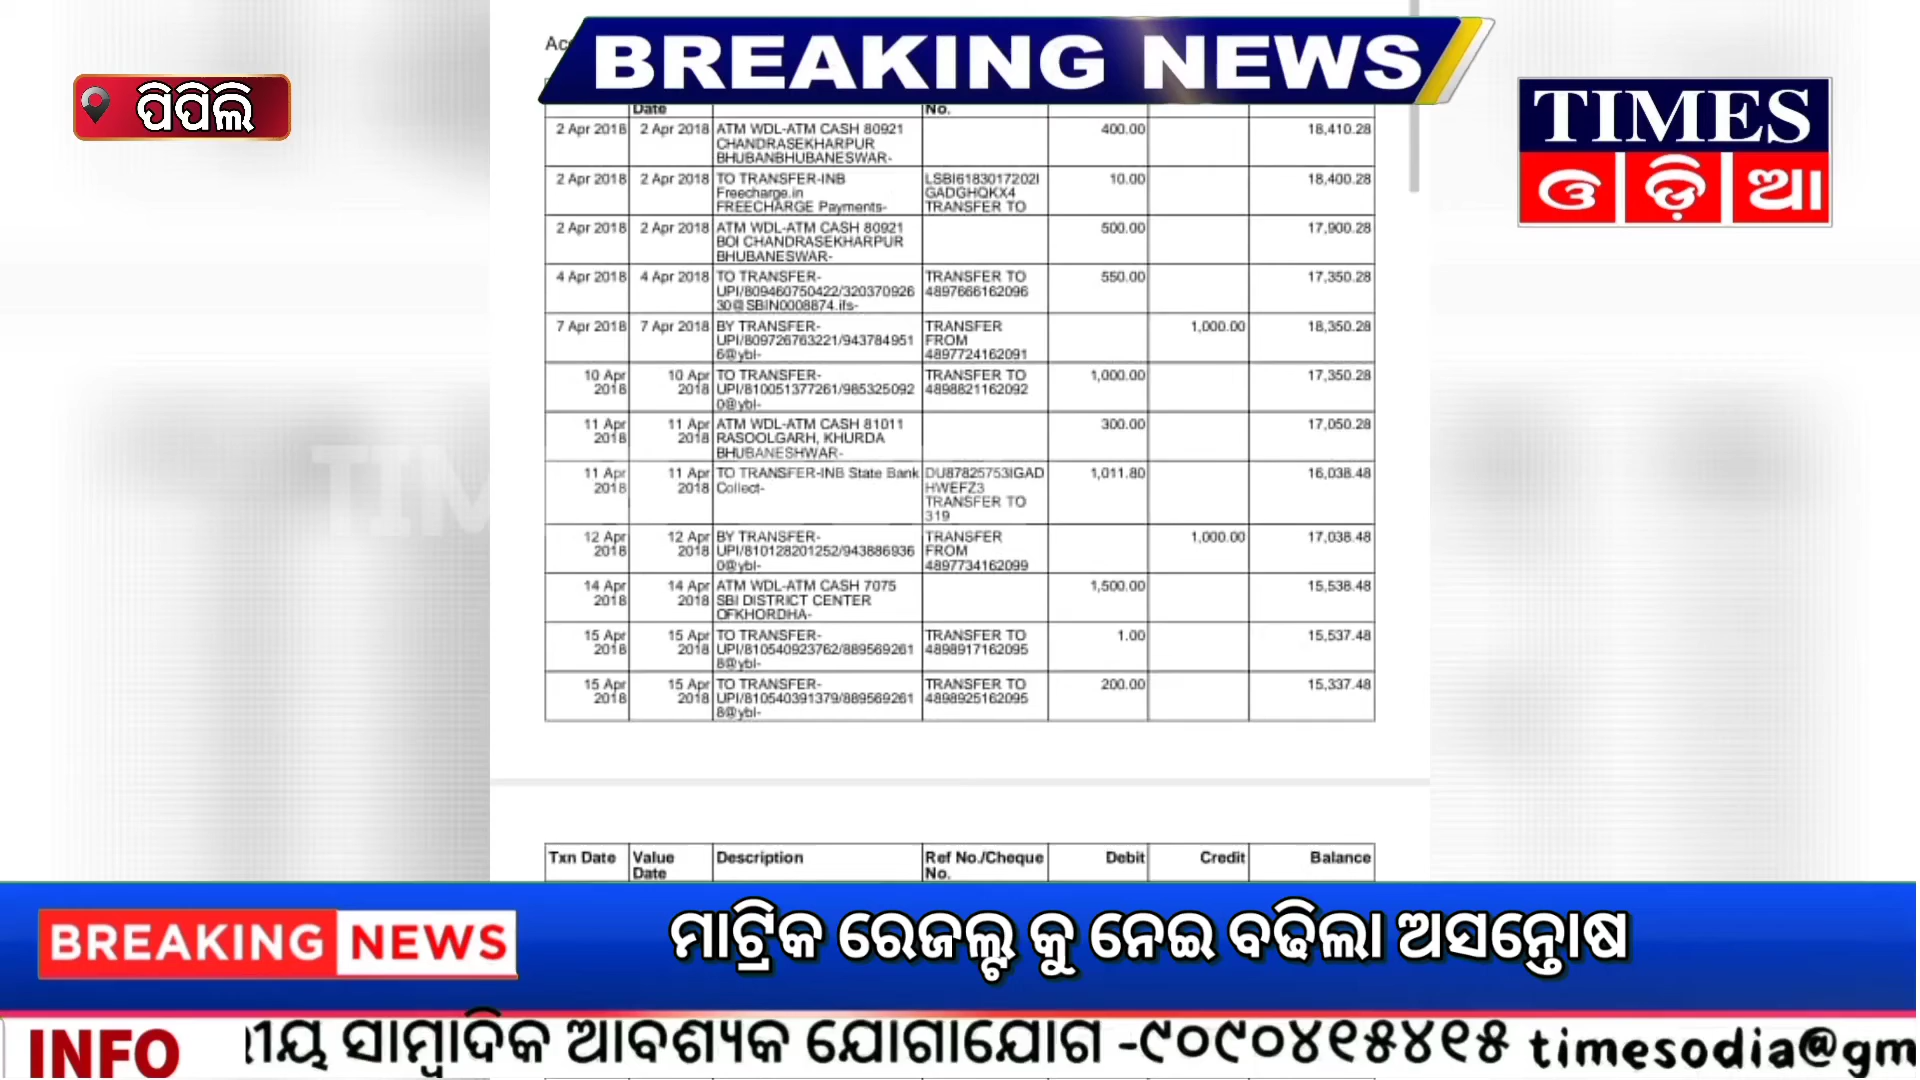 BREAKING NEWS
ପିପିଲି
TIMES
ଓଡ଼ିଆ
Date No.
2 Apr 2018 2 Apr 2018 ATM WDL-ATM CASH 80921 400.00 18,410.28
CHANDRASEKHARPUR
BHUBANBHUBANESWAR-
2 Apr 2018 2 Apr 2018 TO TRANSFER-INB LSBI6183017202I 10.00 18,400.28
Freecharge.in GADGHQKX4
FREECHARGE Payments- TRANSFER TO
2 Apr 2018 2 Apr 2018 ATM WDL-ATM CASH 80921 500.00 17,900.28
BOI CHANDRASEKHARPUR
BHUBANESWAR-
4 Apr 2018 4 Apr 2018 TO TRANSFER- TRANSFER TO 550.00 17,350.28
UPI/809460750422/320370926 4897666162096
30@SBIN0008874.ifs-
7 Apr 2018 7 Apr 2018 BY TRANSFER- TRANSFER 1,000.00 18,350.28
UPI/809726763221/943784951 FROM
6@ybl- 4897724162091
10 Apr 10 Apr TO TRANSFER- TRANSFER TO 1,000.00 17,350.28
2018 2018 UPI/810051377261/985325092 4898821162092
0@ybl-
11 Apr 11 Apr ATM WDL-ATM CASH 81011 300.00 17,050.28
2018 2018 RASOOLGARH, KHURDA
BHUBANESHWAR-
11 Apr 11 Apr TO TRANSFER-INB State Bank DU87825753IGAD 1,011.80 16,038.48
2018 2018 Collect- HWEFZ3
TRANSFER TO
319
12 Apr 12 Apr BY TRANSFER- TRANSFER 1,000.00 17,038.48
2018 2018 UPI/810128201252/943886936 FROM
0@ybl- 4897734162099
14 Apr 14 Apr ATM WDL-ATM CASH 7075 1,500.00 15,538.48
2018 2018 SBI DISTRICT CENTER
OFKHORDHA-
15 Apr 15 Apr TO TRANSFER- TRANSFER TO 1.00 15,537.48
2018 2018 UPI/810540923762/889569261 4898917162095
8@ybl-
15 Apr 15 Apr TO TRANSFER- TRANSFER TO 200.00 15,337.48
2018 2018 UPI/810540391379/889569261 4898925162095
8@ybl-
Txn Date Value Description Ref No./Cheque Debit Credit Balance
Date No.
BREAKING NEWS
ମାଟ୍ରିକ ରେଜଲ୍ଟ କୁ ନେଇ ବଢିଲା ଅସନ୍ତୋଷ
INFO ସାମ୍ବାଦିକ ଆବଶ୍ୟକ ଯୋଗାଯୋଗ -୯୦୯୦୪୧୫୪୧୫ timesodia@gm